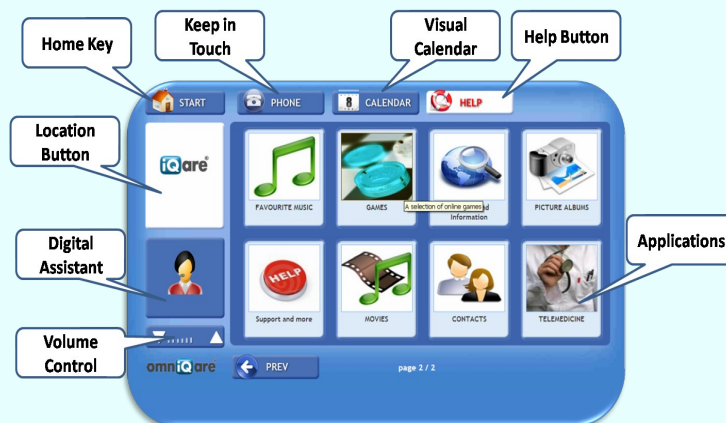 Home Key
Keep in
Touch
Visual
Calendar
Help Button
Location
Button
Digital
Assistant
Volume
Control
Applications
START
PHONE
8
CALENDAR
HELP
iQare®
FAVOURITE MUSIC
GAMES
A selection of online games
Information
PICTURE ALBUMS
HELP
Support and more
MOVIES
CONTACTS
TELEMEDICINE
omniQare
PREV
page 2 / 2